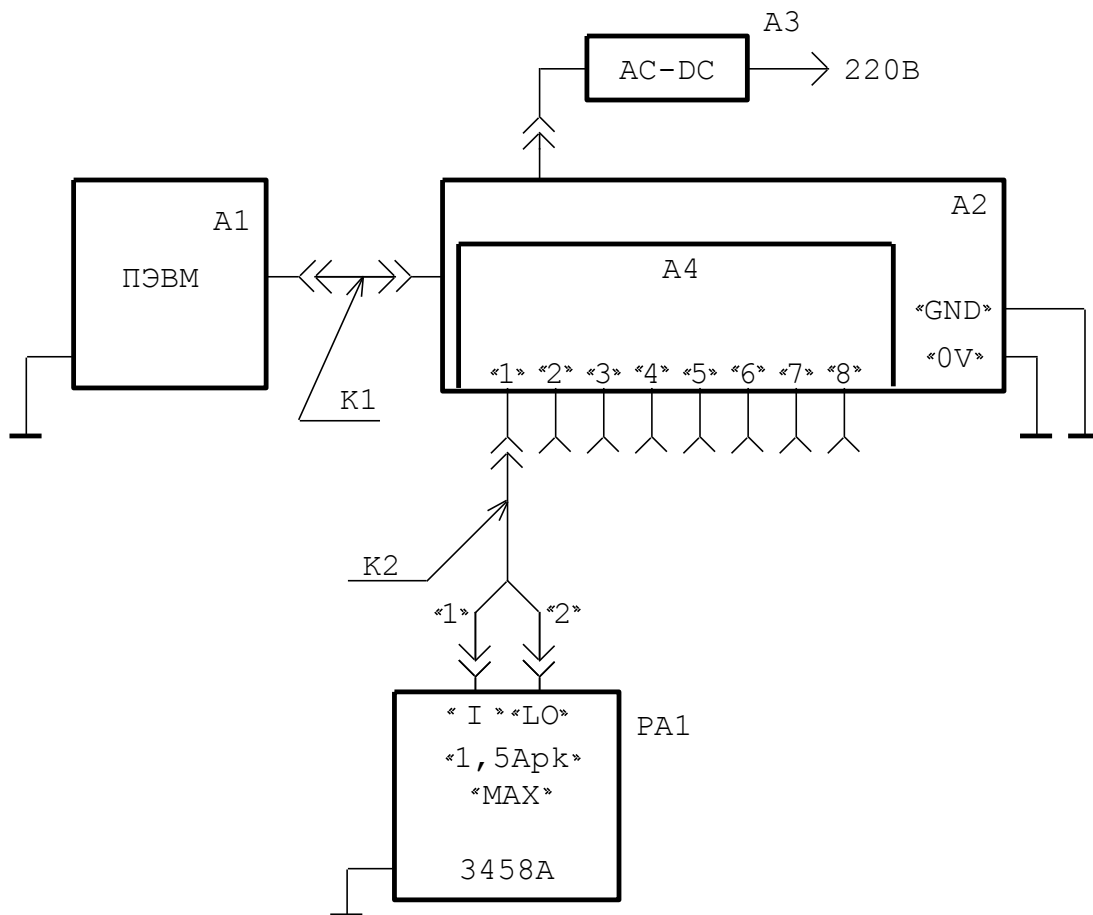 А3
AC-DC
220В
А1
ПЭВМ
А2
А4
«GND»
«0V»
«1» «2» «3» «4» «5» «6» «7» «8»
К1
К2
«1» «2»
« I » «LO»
«1,5Apk»
«MAX»
3458A
PA1